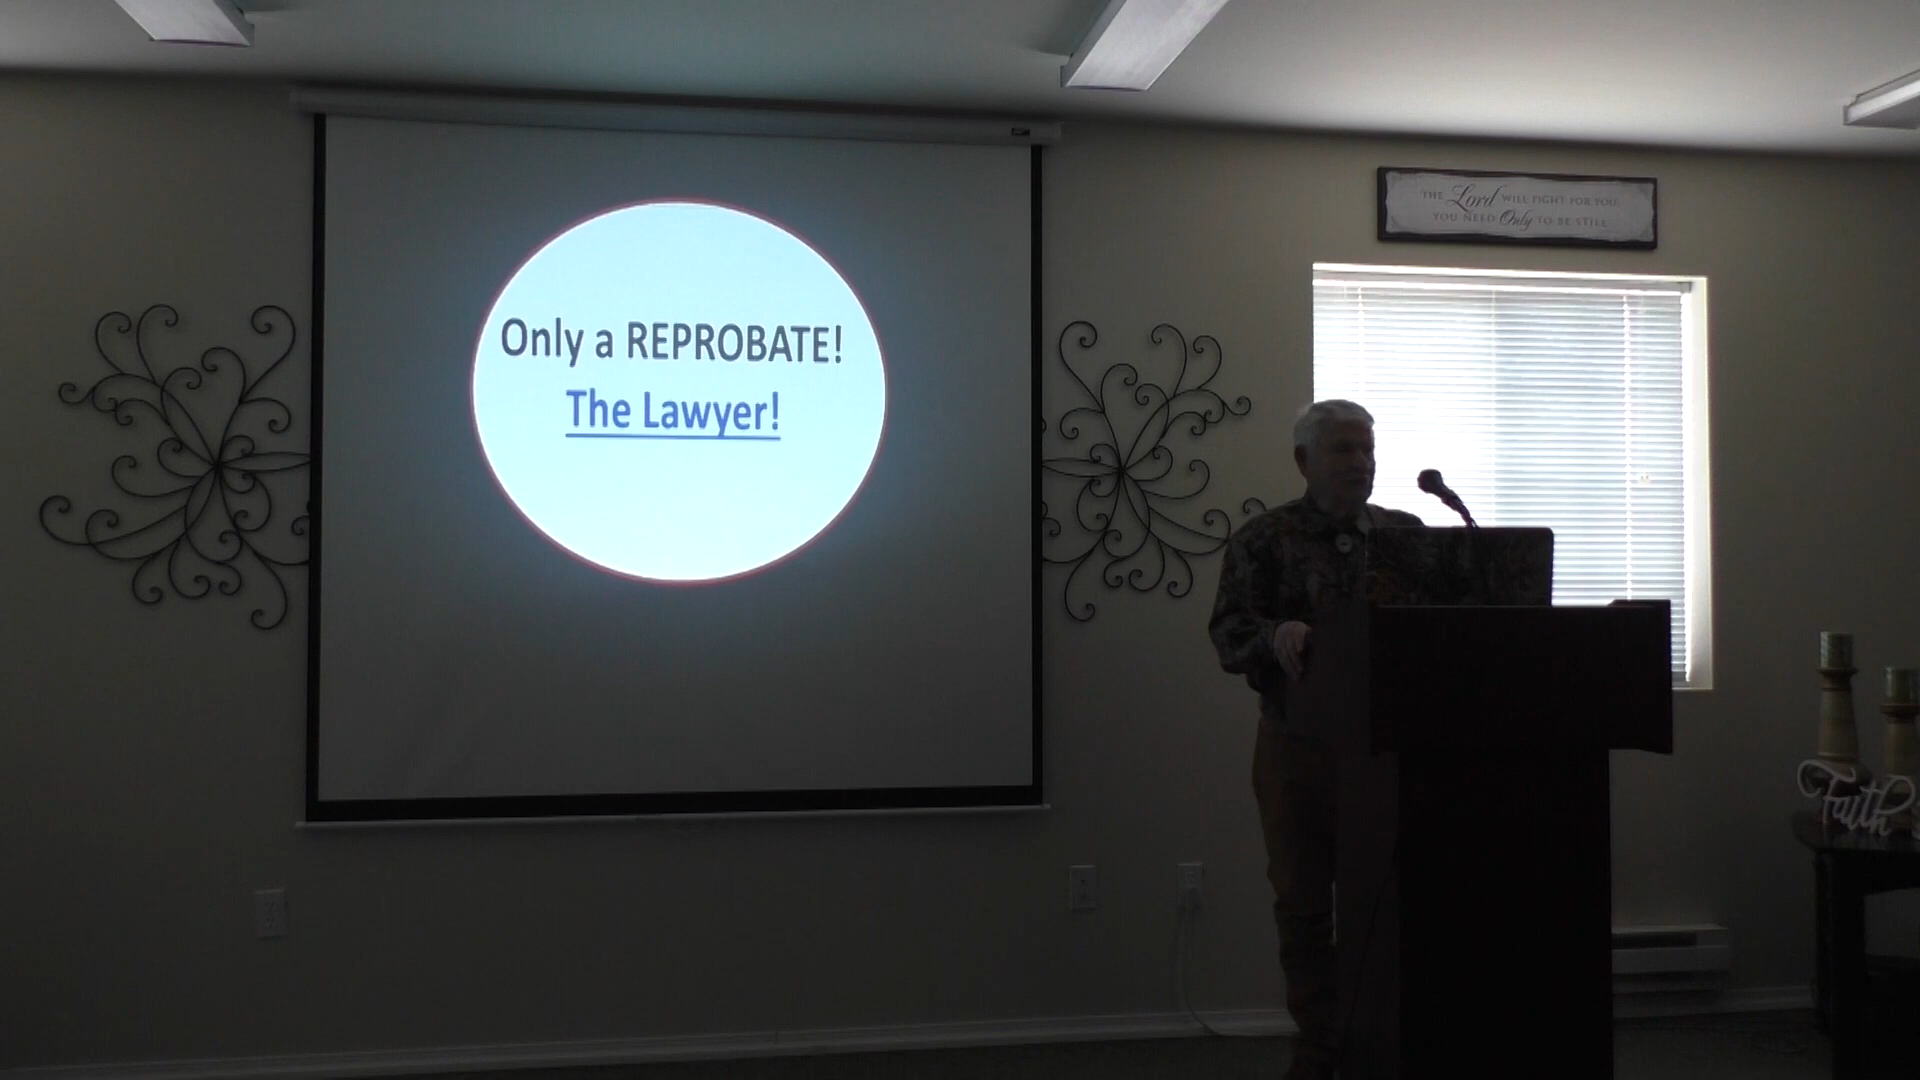 Only a REPROBATE!
The Lawyer!
THE Lord WILL FIGHT FOR YOU;
YOU NEED Only TO BE STILL
Faith